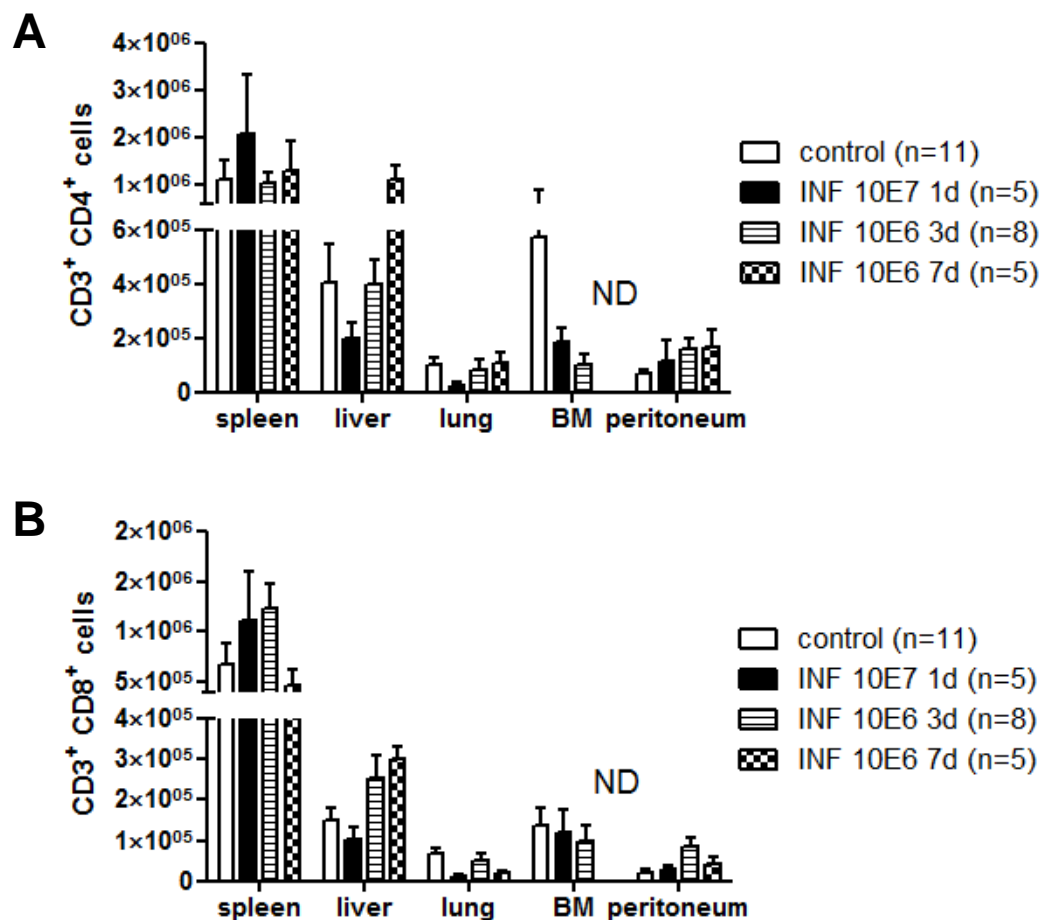 A
CD3⁺ CD4⁺ cells
4×10⁰⁶
3×10⁰⁶
2×10⁰⁶
1×10⁰⁶
6×10⁰⁵
4×10⁰⁵
2×10⁰⁵
0
ND
spleen liver lung BM peritoneum
control (n=11)
INF 10E7 1d (n=5)
INF 10E6 3d (n=8)
INF 10E6 7d (n=5)
B
CD3⁺ CD8⁺ cells
2×10⁰⁶
2×10⁰⁶
1×10⁰⁶
5×10⁰⁵
4×10⁰⁵
3×10⁰⁵
2×10⁰⁵
1×10⁰⁵
0
ND
spleen liver lung BM peritoneum
control (n=11)
INF 10E7 1d (n=5)
INF 10E6 3d (n=8)
INF 10E6 7d (n=5)